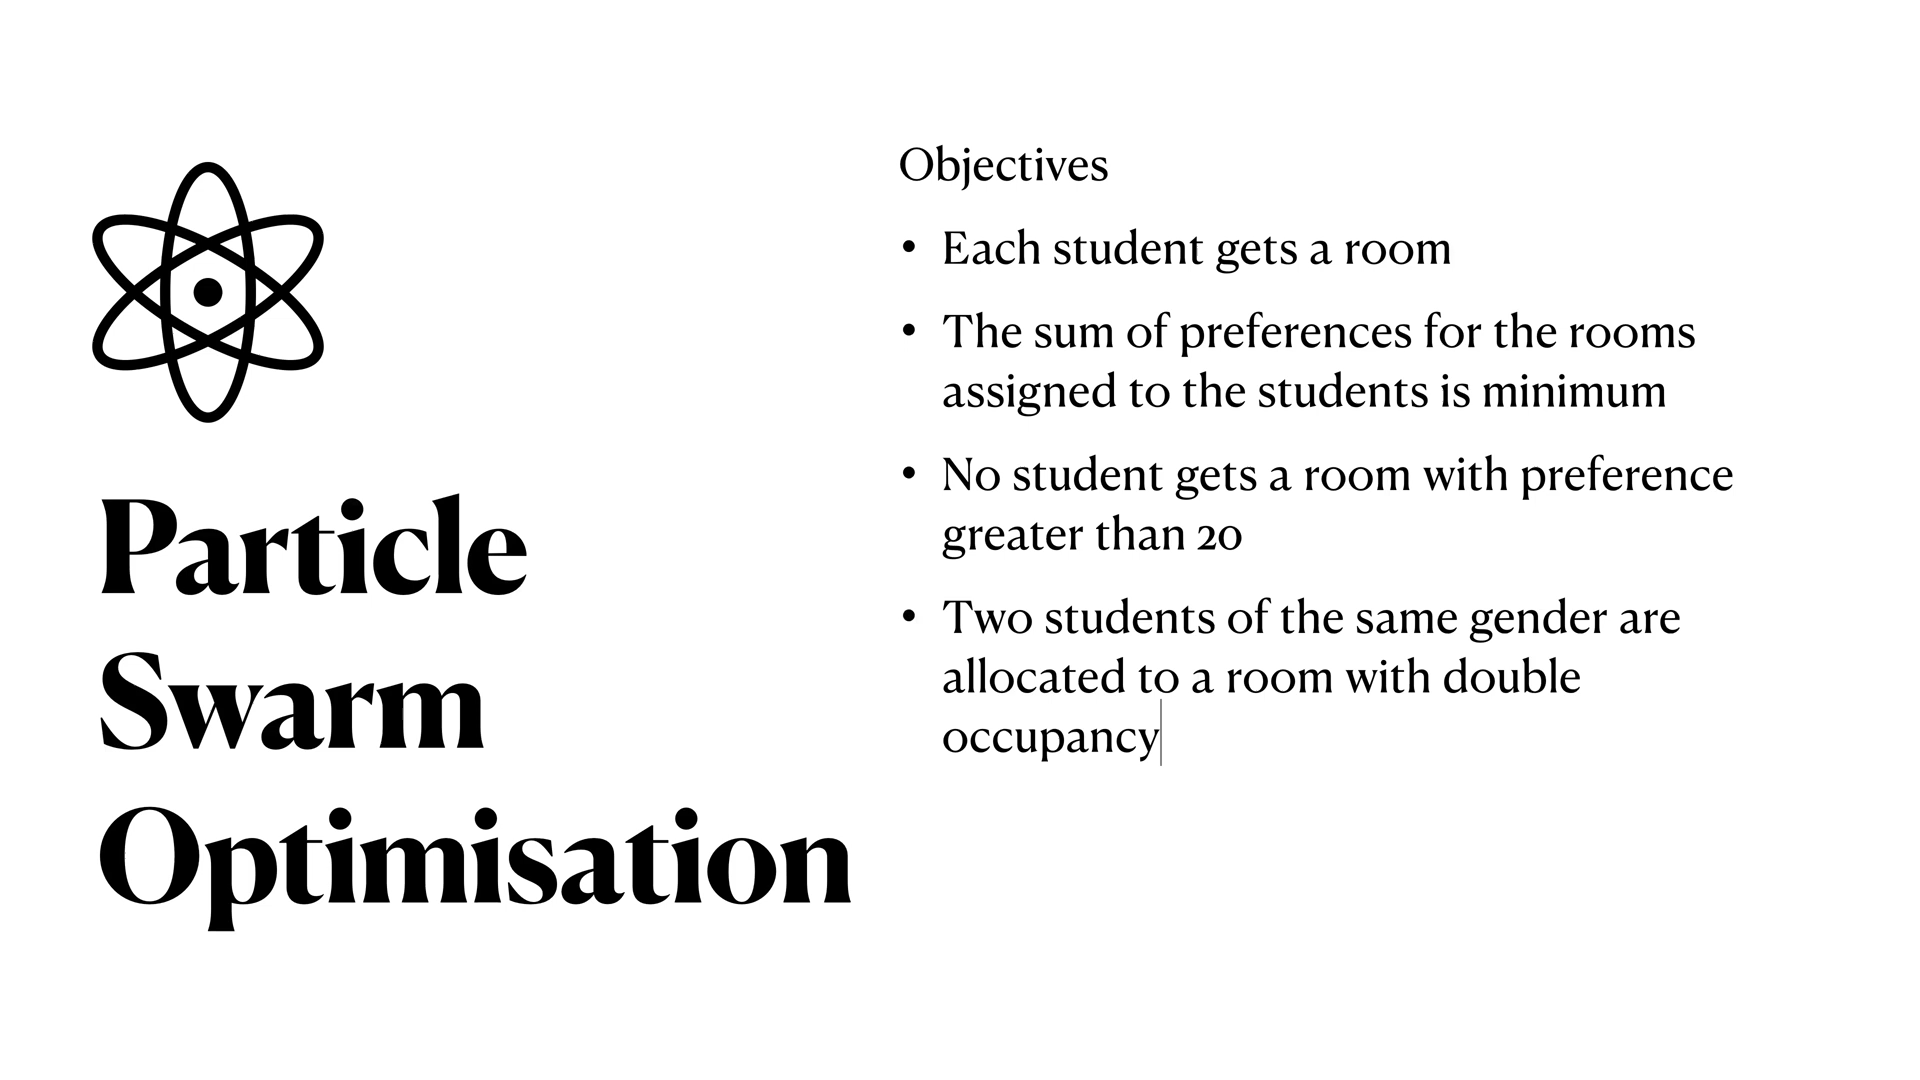 Particle
Swarm
Optimisation
Objectives
• Each student gets a room
• The sum of preferences for the rooms
assigned to the students is minimum
• No student gets a room with preference
greater than 20
• Two students of the same gender are
allocated to a room with double
occupancy